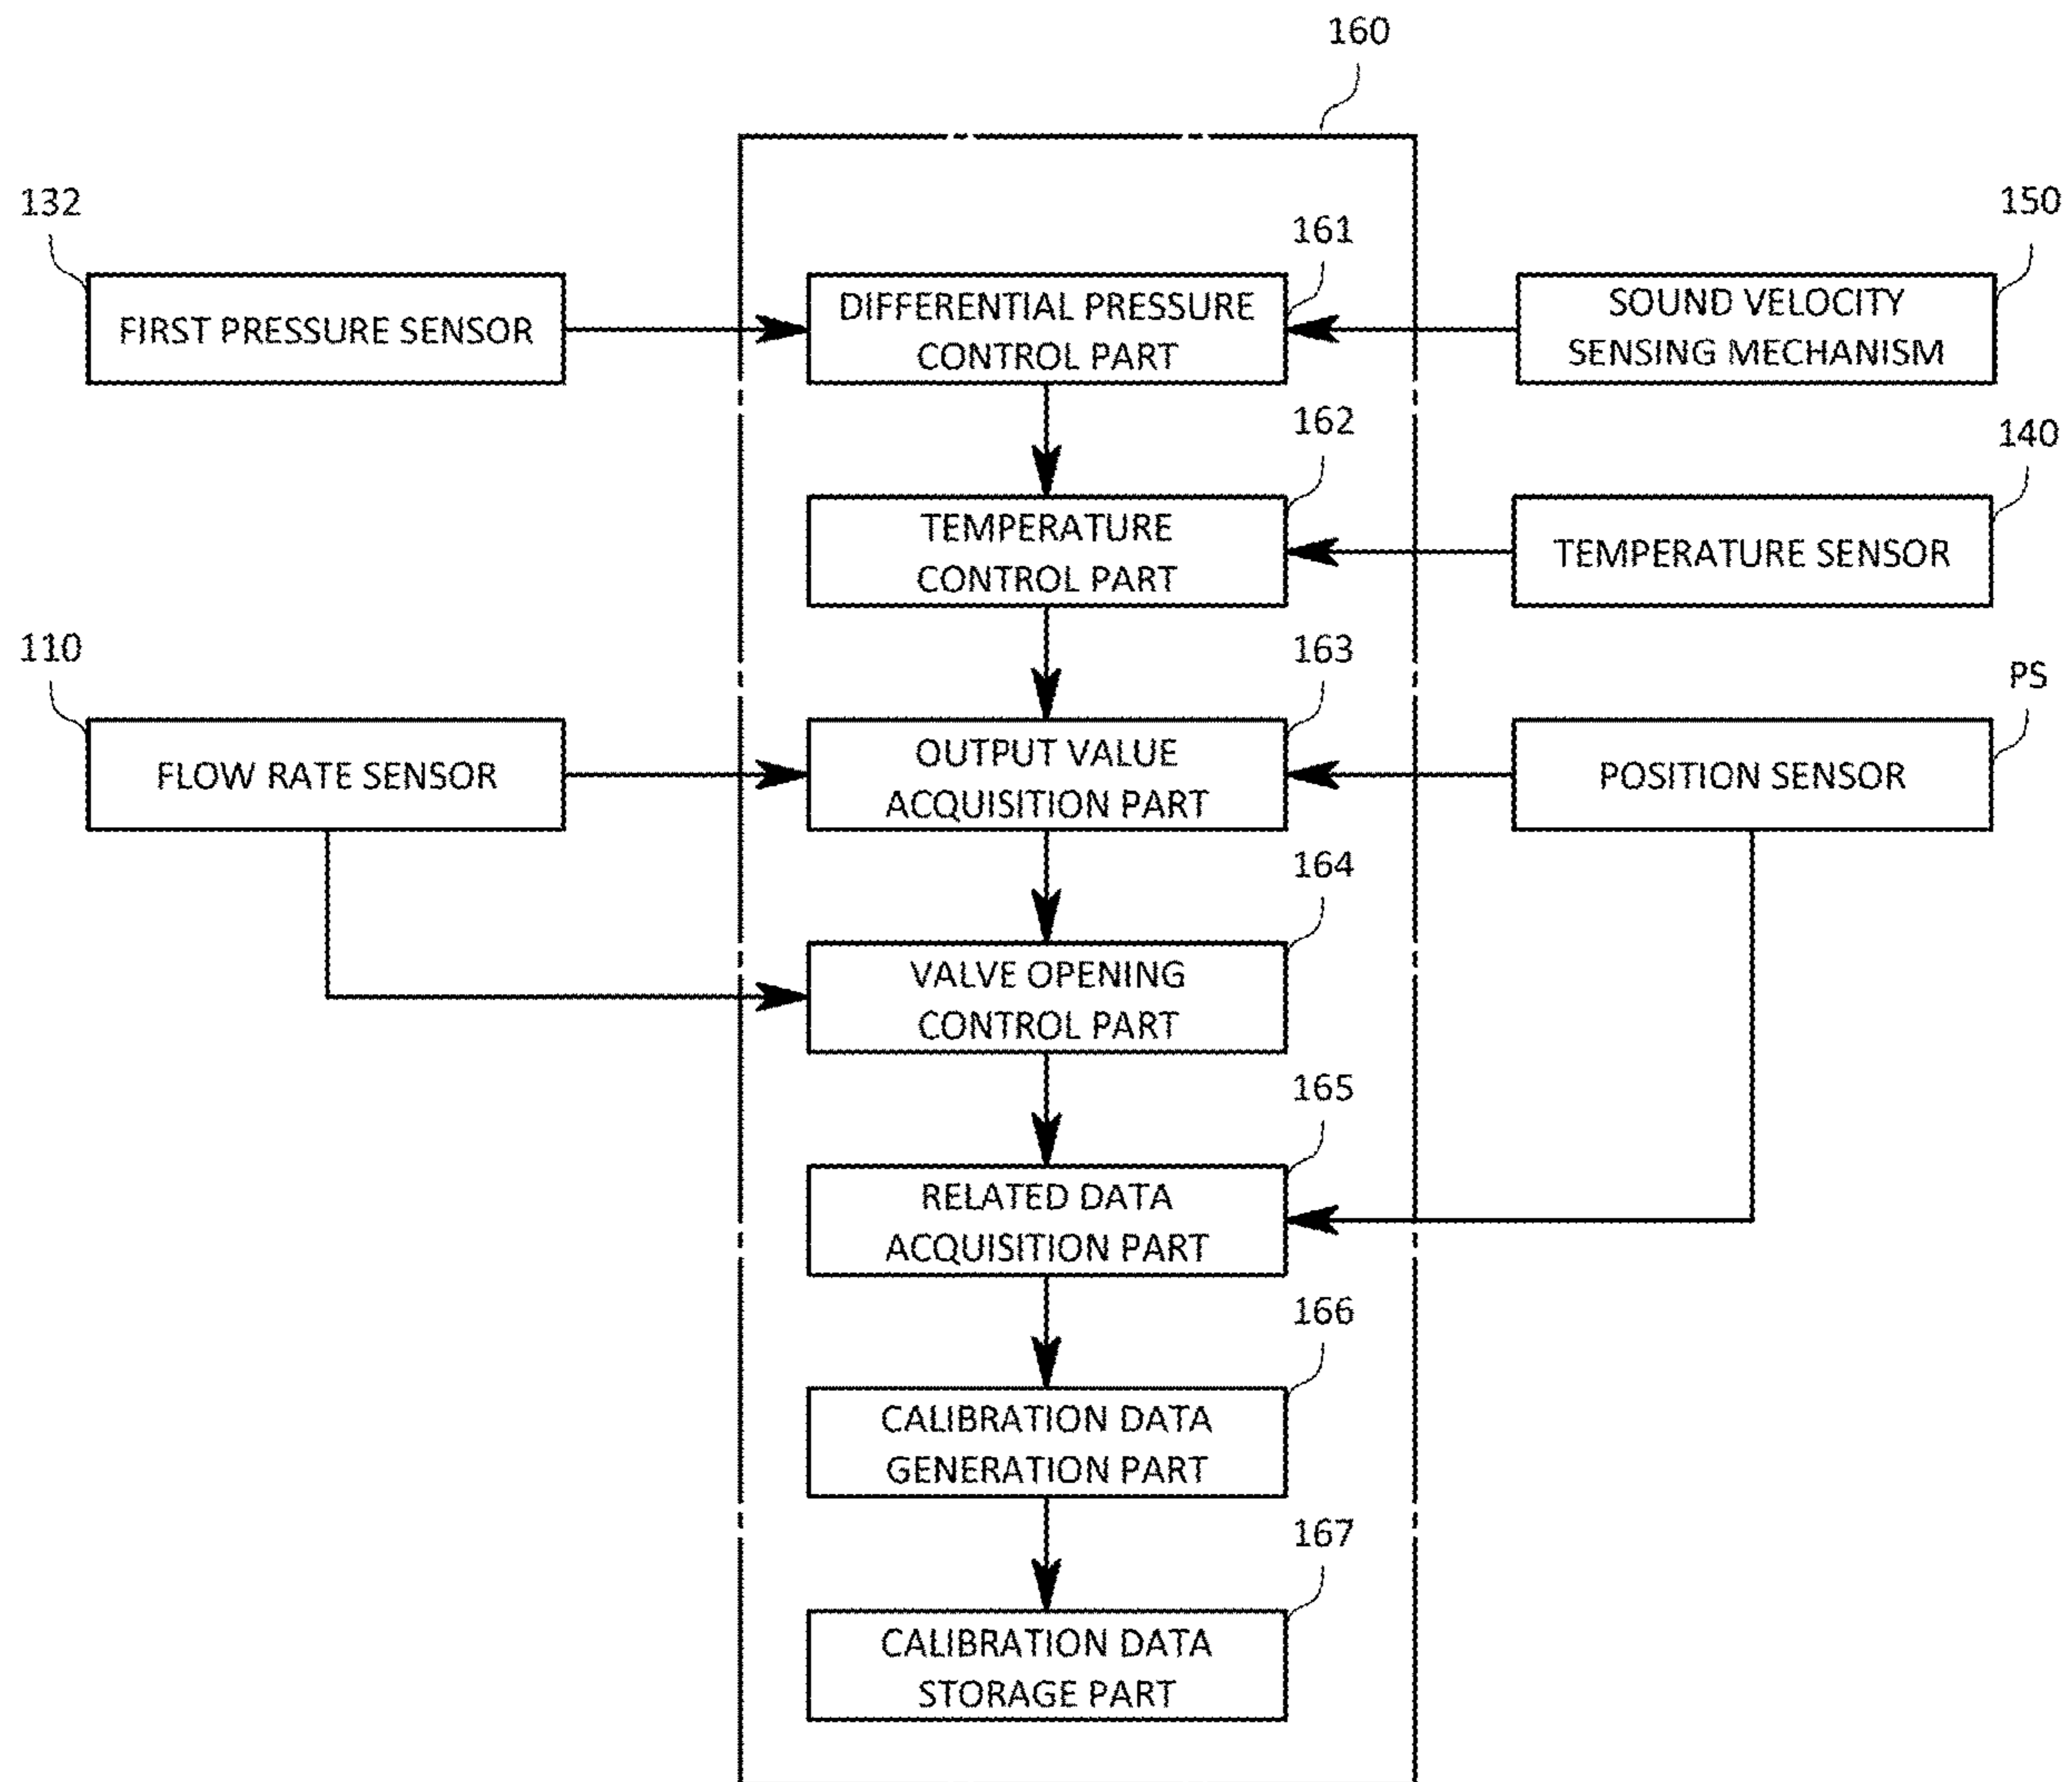 160
132
161
150
FIRST PRESSURE SENSOR
DIFFERENTIAL PRESSURE
CONTROL PART
SOUND VELOCITY
SENSING MECHANISM
162
140
TEMPERATURE
CONTROL PART
TEMPERATURE SENSOR
110
163
PS
FLOW RATE SENSOR
OUTPUT VALUE
ACQUISITION PART
POSITION SENSOR
164
VALVE OPENING
CONTROL PART
165
RELATED DATA
ACQUISITION PART
166
CALIBRATION DATA
GENERATION PART
167
CALIBRATION DATA
STORAGE PART